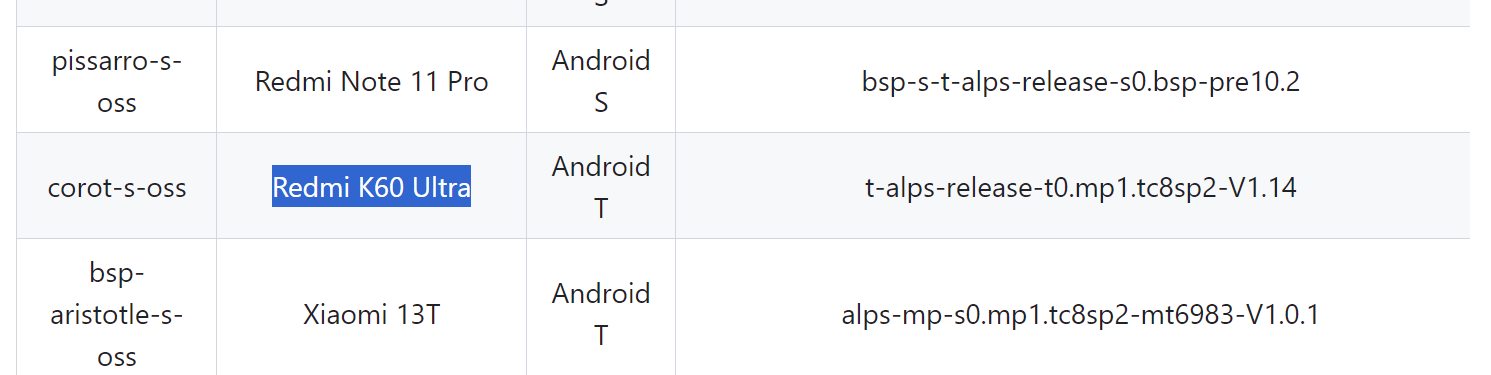 S
pissarro-s-
oss
Redmi Note 11 Pro
Android
S
bsp-s-t-alps-release-s0.bsp-pre10.2
corot-s-oss
Redmi K60 Ultra
Android
T
t-alps-release-t0.mp1.tc8sp2-V1.14
bsp-
aristotle-s-
oss
Xiaomi 13T
Android
T
alps-mp-s0.mp1.tc8sp2-mt6983-V1.0.1